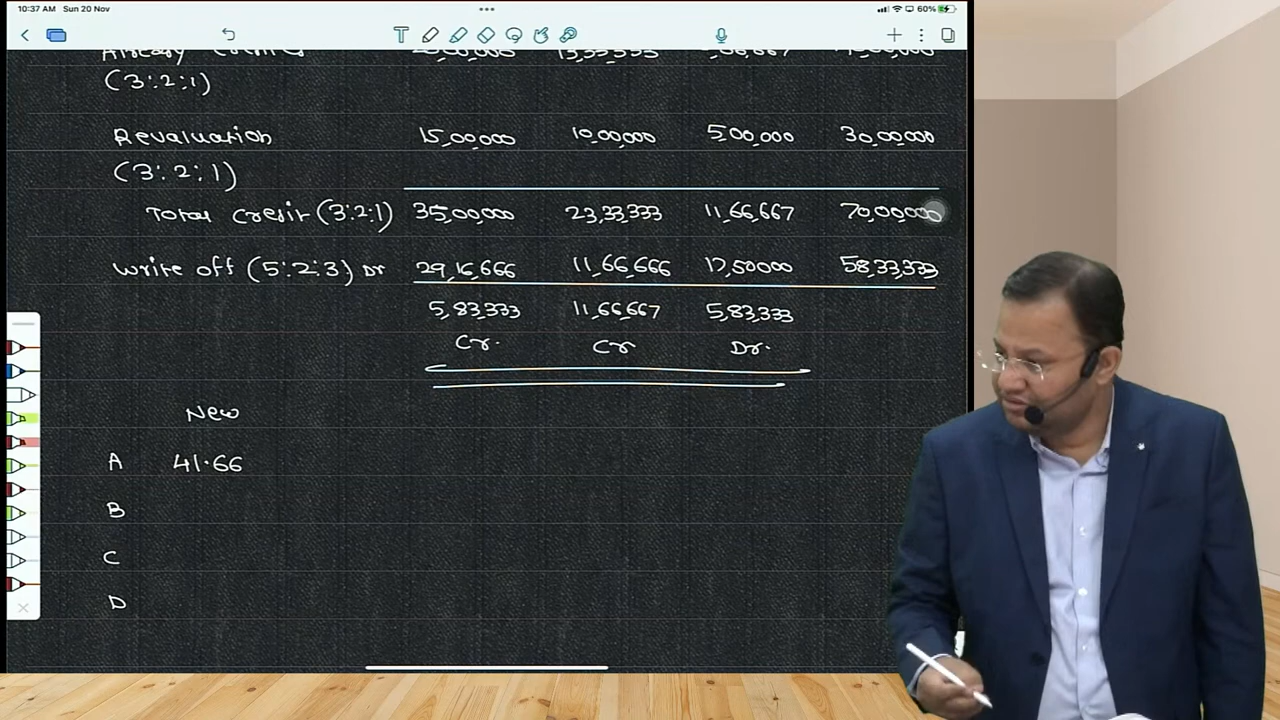 10:37 AM Sun 20 Nov 60%
T
Already
(3:2:1)
Revaluation 15,00,000 10,00,000 5,00,000 30,00,000
(3:2:1)
Total Credit (3:2:1) 35,00,000 23,33,333 11,66,667 70,00,000
Write off (5:2:3) Dr 29,16,666 11,66,666 17,50000 58,33,333
5,83,333 11,66,667 5,83,333
Cr. Cr Dr.
New
A 41.66
B
C
D